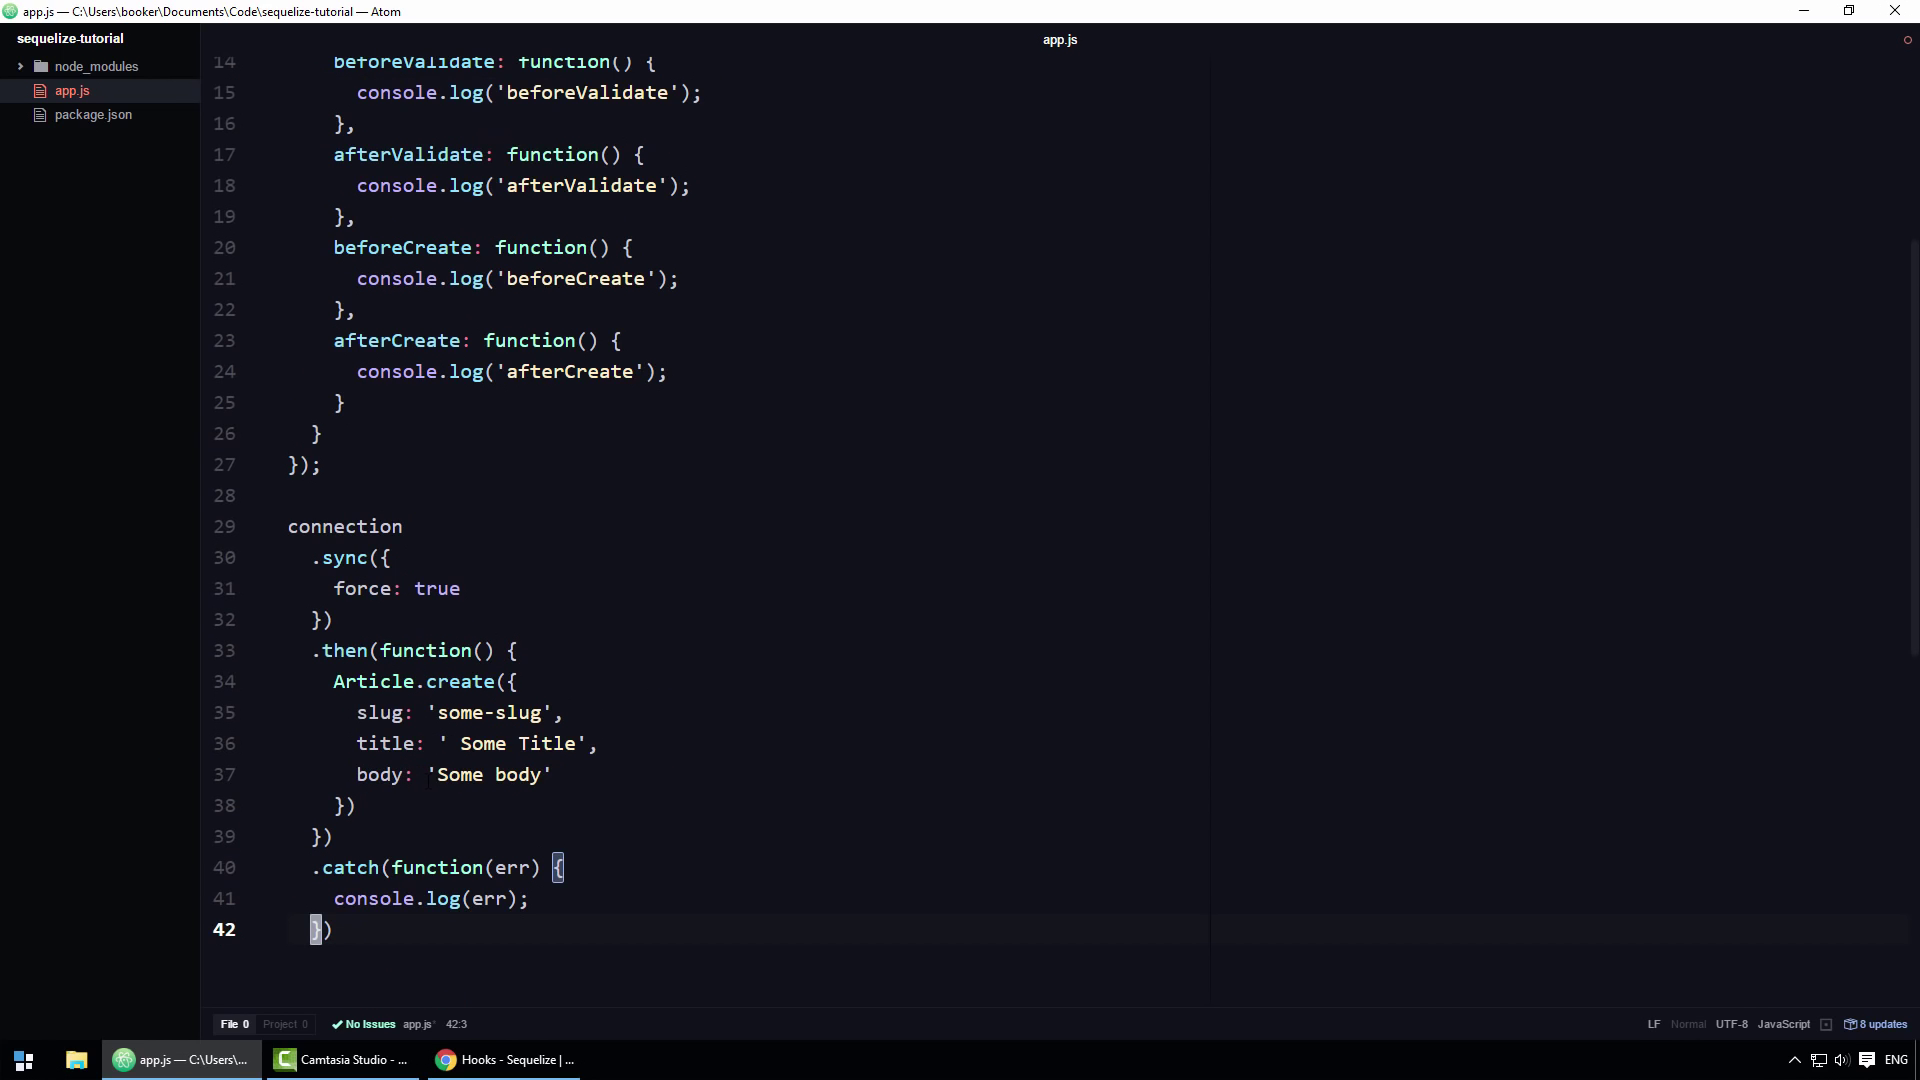 app.js — C:\Users\booker\Documents\Code\sequelize-tutorial — Atom
sequelize-tutorial
node_modules
app.js
package.json
app.js
14 beforeValidate: function() {
15 console.log('beforeValidate');
16 },
17 afterValidate: function() {
18 console.log('afterValidate');
19 },
20 beforeCreate: function() {
21 console.log('beforeCreate');
22 },
23 afterCreate: function() {
24 console.log('afterCreate');
25 }
26 }
27 });
28
29 connection
30 .sync({
31 force: true
32 })
33 .then(function() {
34 Article.create({
35 slug: 'some-slug',
36 title: ' Some Title',
37 body: 'Some body'
38 })
39 })
40 .catch(function(err) {
41 console.log(err);
42 })
File 0 Project 0 No Issues app.js* 42:3 LF Normal UTF-8 JavaScript 8 updates
app.js — C:\Users\... Camtasia Studio - ... Hooks - Sequelize | ... ENG